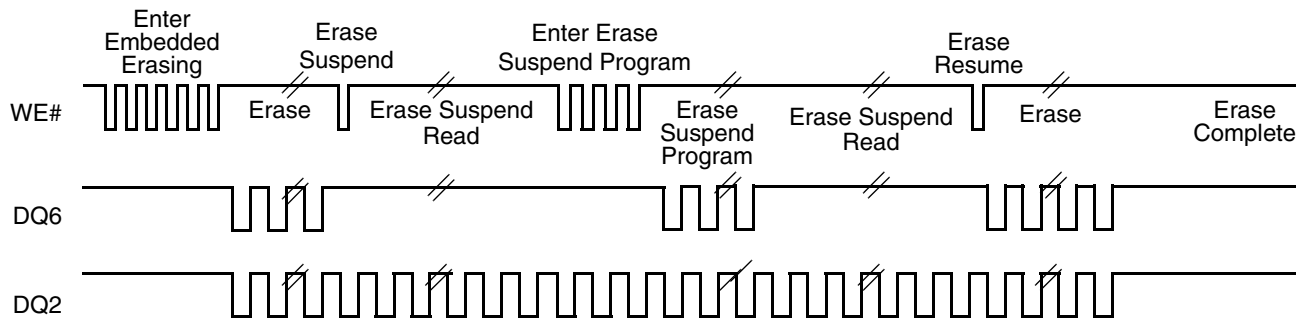 Enter
Embedded
Erasing
Erase
Suspend
Enter Erase
Suspend Program
Erase
Resume
WE#
Erase
Erase Suspend
Read
Erase
Suspend
Program
Erase Suspend
Read
Erase
Erase
Complete
DQ6
DQ2